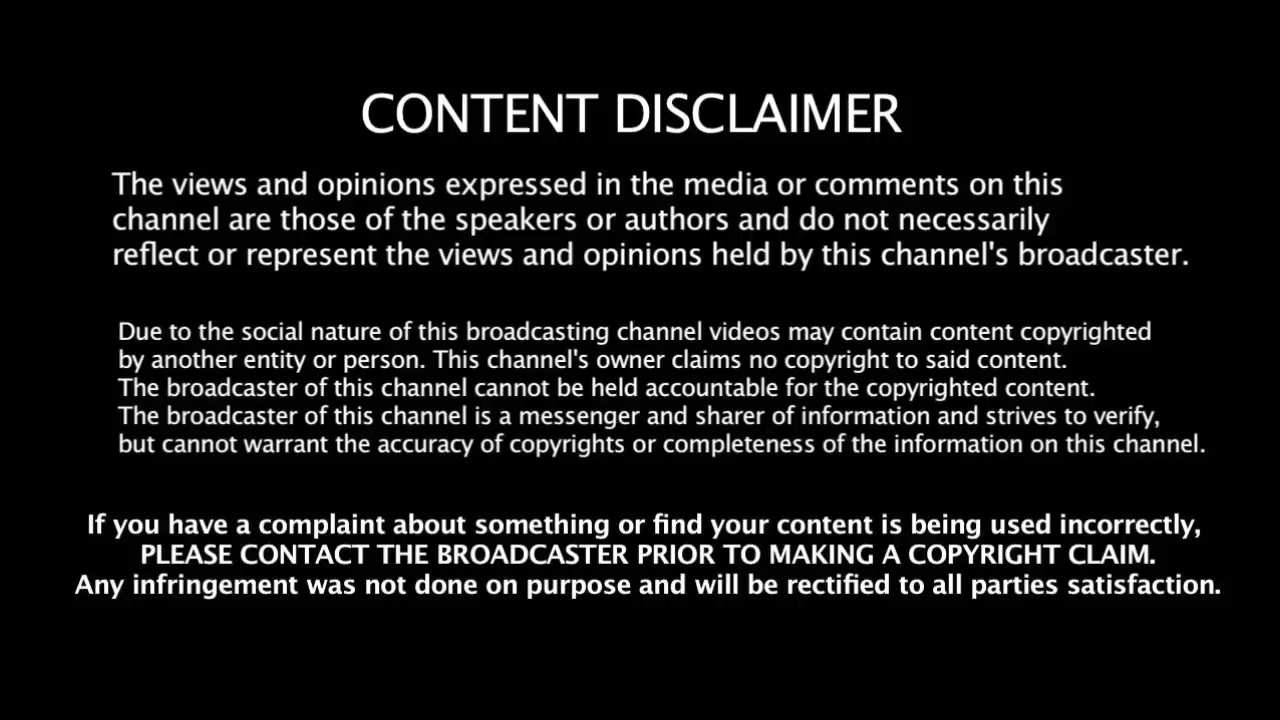 CONTENT DISCLAIMER
The views and opinions expressed in the media or comments on this
channel are those of the speakers or authors and do not necessarily
reflect or represent the views and opinions held by this channel's broadcaster.
Due to the social nature of this broadcasting channel videos may contain content copyrighted
by another entity or person. This channel's owner claims no copyright to said content.
The broadcaster of this channel cannot be held accountable for the copyrighted content.
The broadcaster of this channel is a messenger and sharer of information and strives to verify,
but cannot warrant the accuracy of copyrights or completeness of the information on this channel.
If you have a complaint about something or find your content is being used incorrectly,
PLEASE CONTACT THE BROADCASTER PRIOR TO MAKING A COPYRIGHT CLAIM.
Any infringement was not done on purpose and will be rectified to all parties satisfaction.